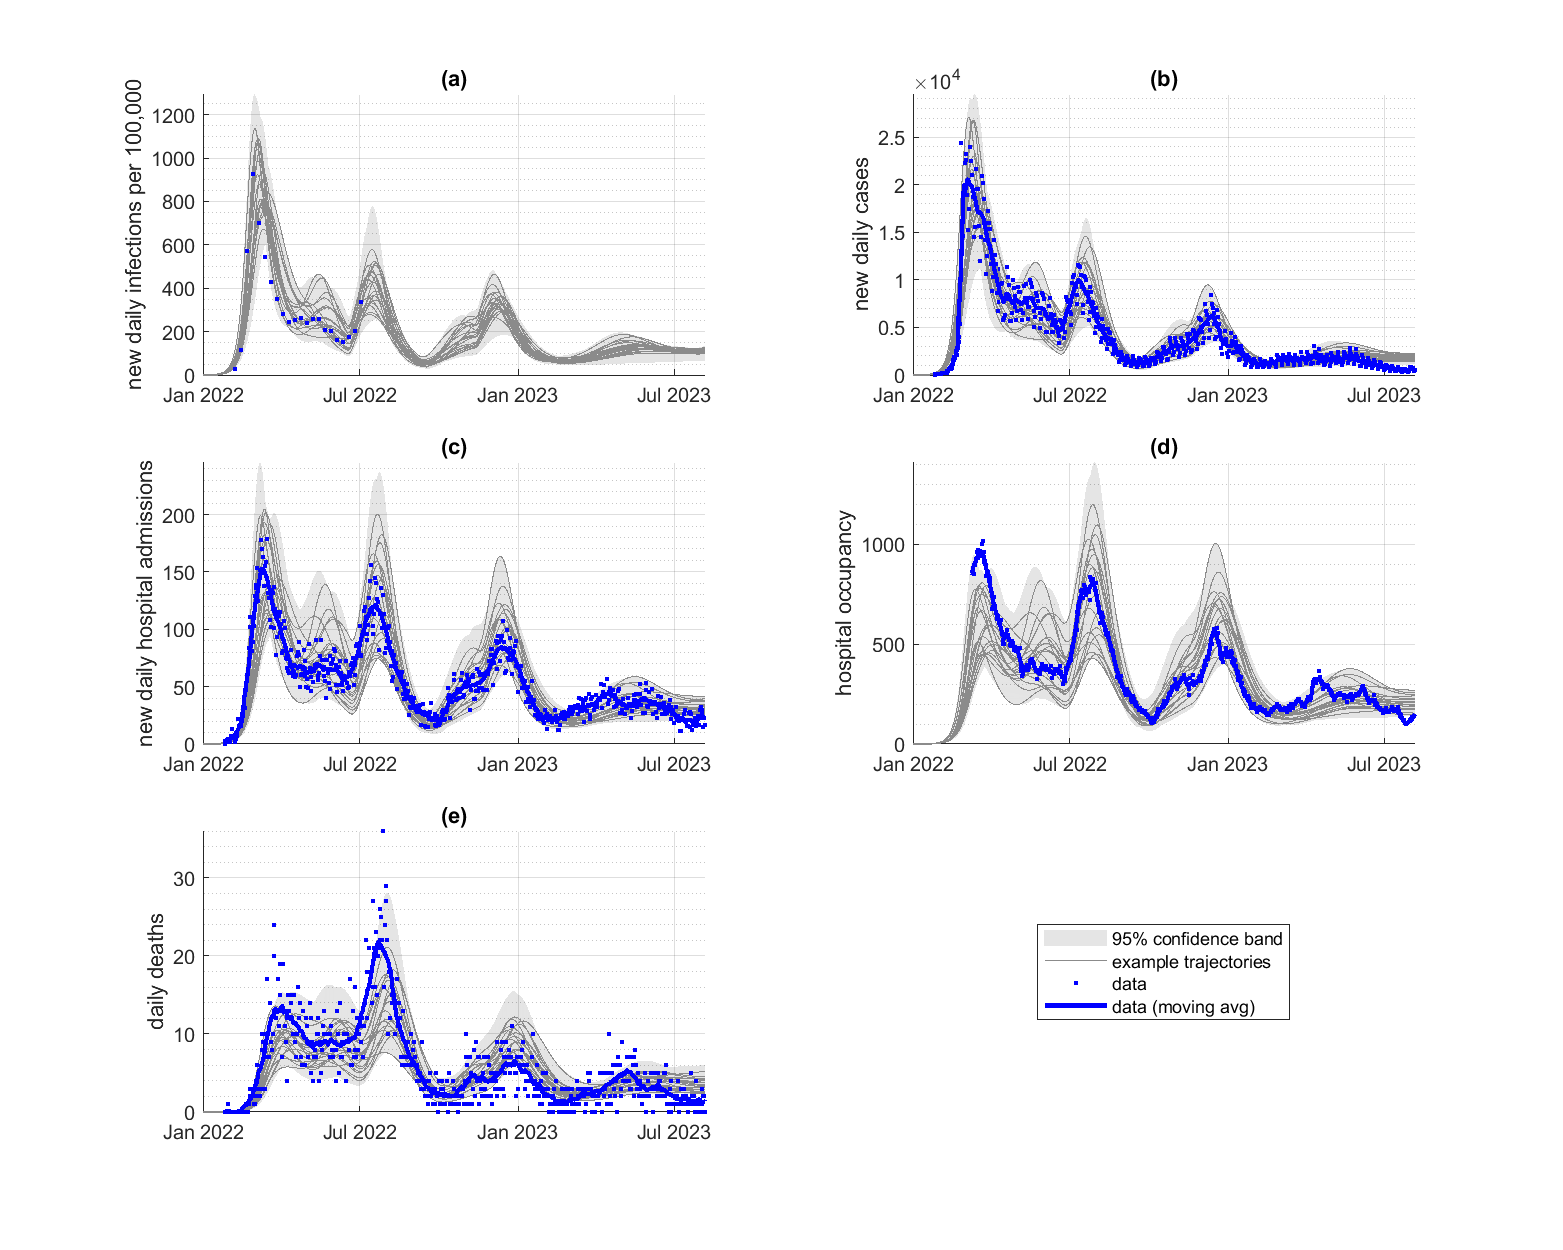 (a)
new daily infections per 100,000
1200
1000
800
600
400
200
0
Jan 2022 Jul 2022 Jan 2023 Jul 2023
(b)
×10^4
new daily cases
2.5
2
1.5
1
0.5
0
Jan 2022 Jul 2022 Jan 2023 Jul 2023
(c)
new daily hospital admissions
200
150
100
50
0
Jan 2022 Jul 2022 Jan 2023 Jul 2023
(d)
hospital occupancy
1000
500
0
Jan 2022 Jul 2022 Jan 2023 Jul 2023
(e)
daily deaths
30
20
10
0
Jan 2022 Jul 2022 Jan 2023 Jul 2023
95% confidence band
example trajectories
data
data (moving avg)